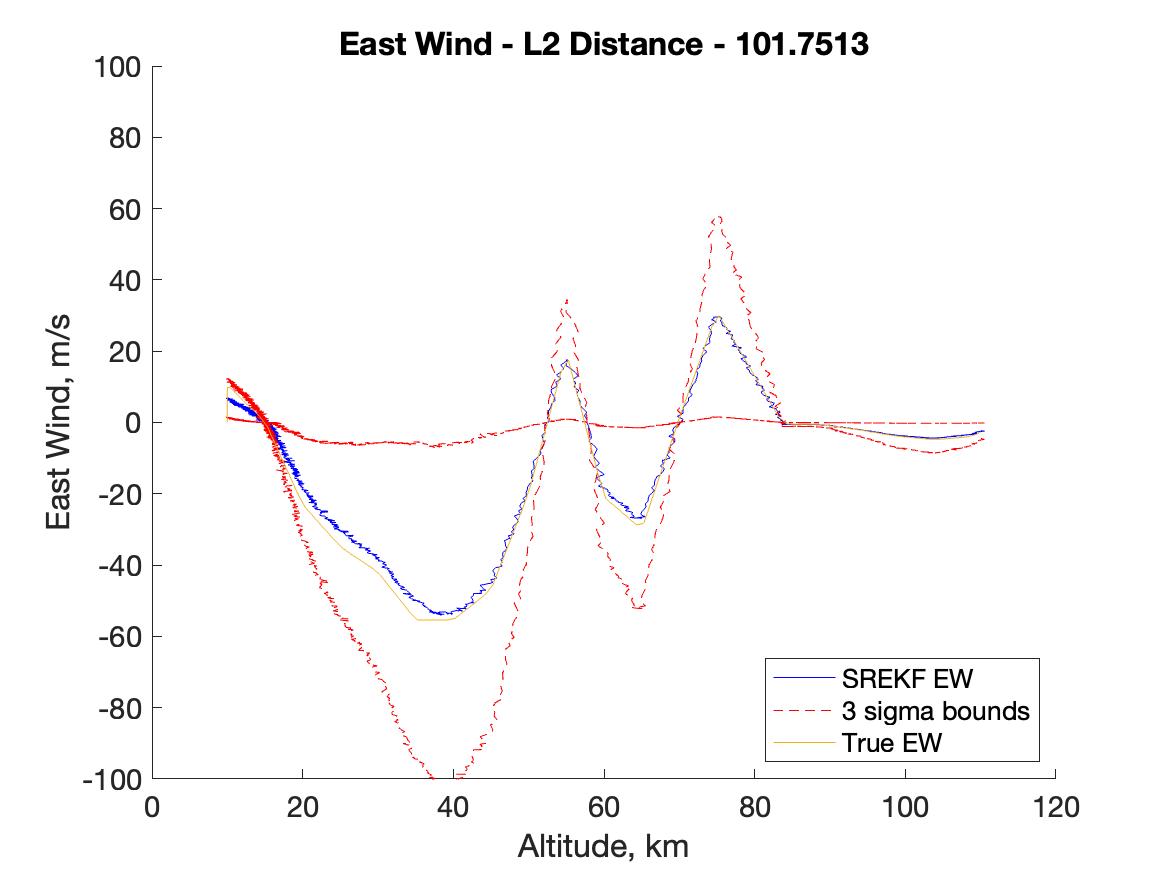 East Wind - L2 Distance - 101.7513
100
80
60
40
20
0
-20
-40
-60
-80
-100
East Wind, m/s
SREKF EW
3 sigma bounds
True EW
0 20 40 60 80 100 120
Altitude, km